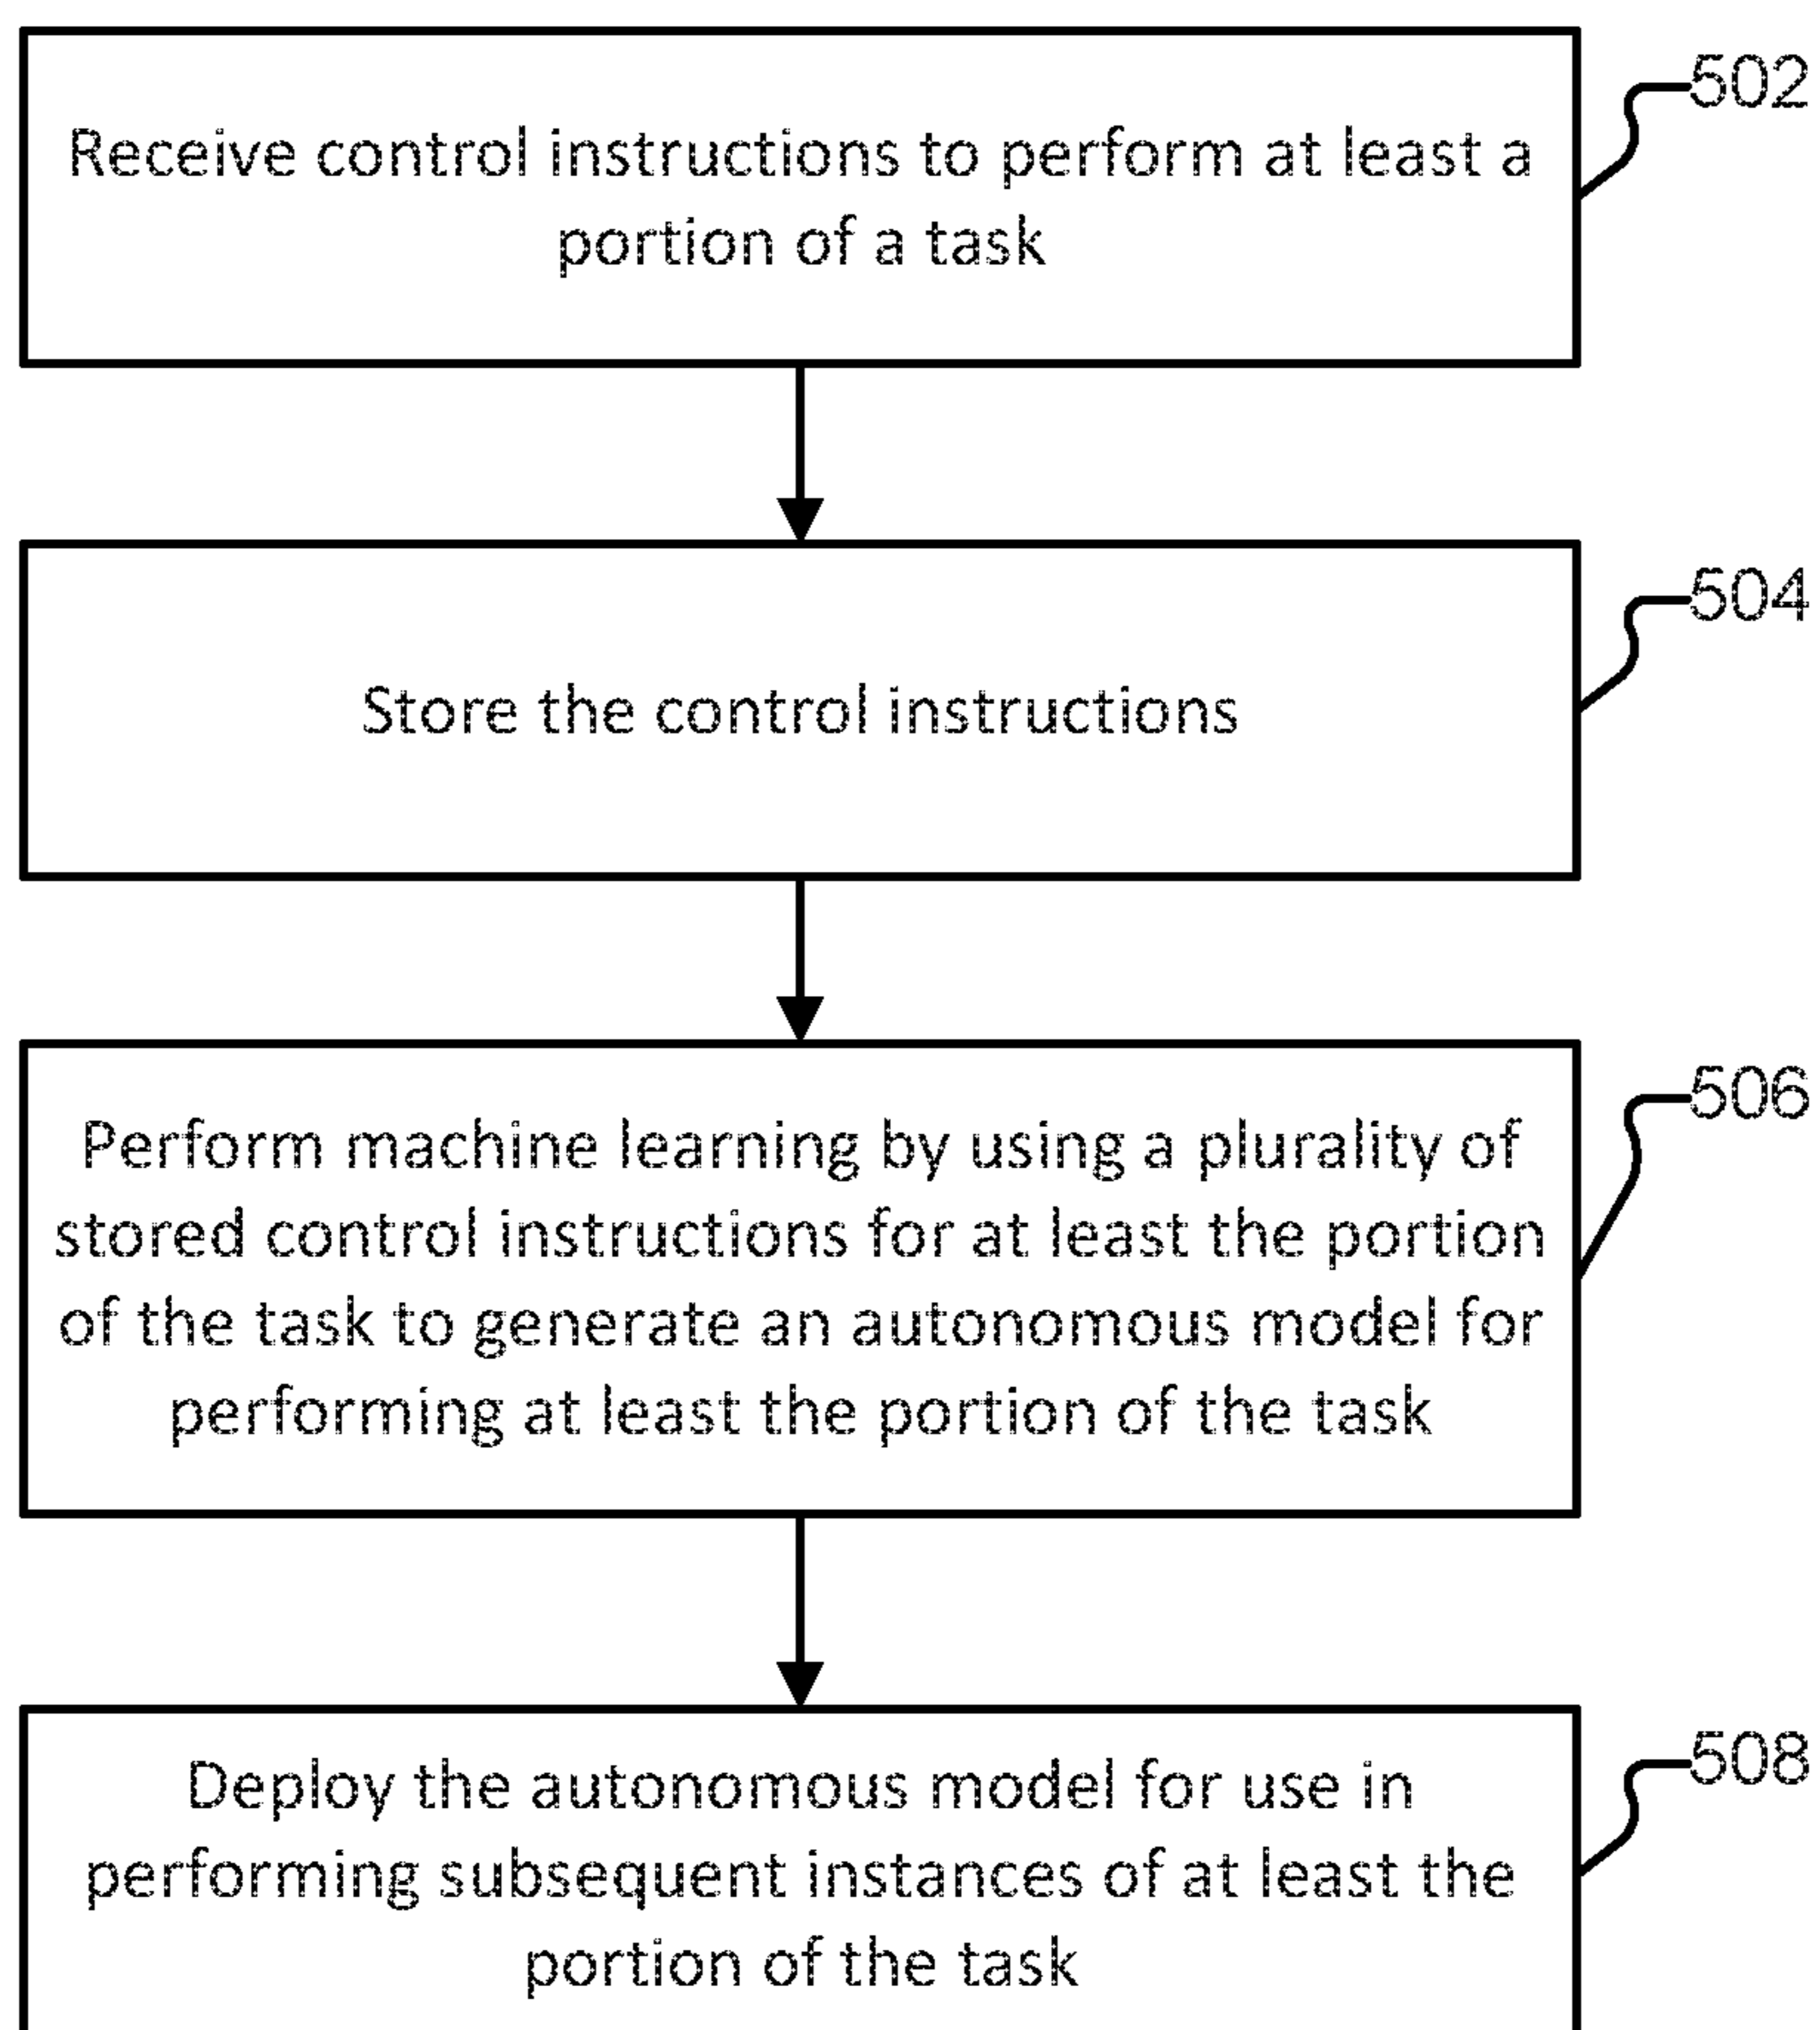 502
Receive control instructions to perform at least a
portion of a task
504
Store the control instructions
506
Perform machine learning by using a plurality of
stored control instructions for at least the portion
of the task to generate an autonomous model for
performing at least the portion of the task
508
Deploy the autonomous model for use in
performing subsequent instances of at least the
portion of the task